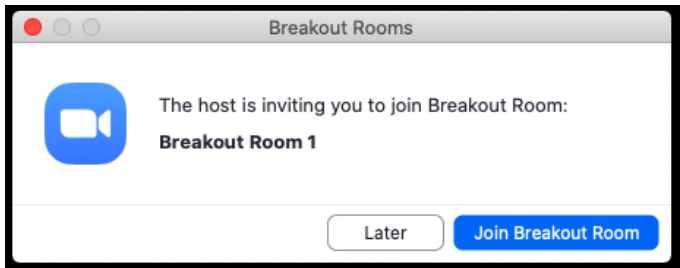 Breakout Rooms
The host is inviting you to join Breakout Room:
Breakout Room 1
Later
Join Breakout Room